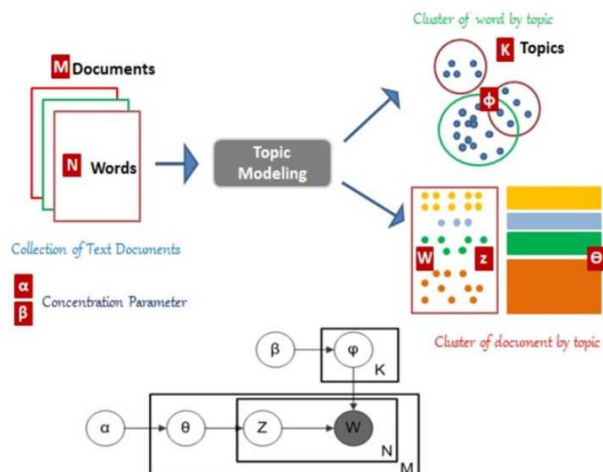 Cluster of word by topic
M Documents
K Topics
ϕ
N Words
Topic
Modeling
Collection of Text Documents
W z ɵ
α
β
Concentration Parameter
Cluster of document by topic
β φ
K
α θ Z W
N
M